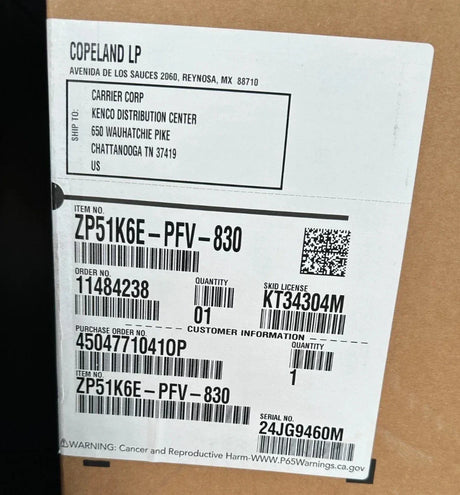 COPELAND LP
AVENIDA DE LOS SAUCES 2060, REYNOSA, MX 88710
SHIP TO:
CARRIER CORP
KENCO DISTRIBUTION CENTER
650 WAUHATCHIE PIKE
CHATTANOOGA TN 37419
US
ITEM NO.
ZP51K6E-PFV-830
ORDER NO.
11484238
QUANTITY
01
SKID LICENSE
KT34304M
CUSTOMER INFORMATION
PURCHASE ORDER NO.
4504771041OP
QUANTITY
1
ITEM NO.
ZP51K6E-PFV-830
SERIAL NO.
24JG9460M
⚠WARNING: Cancer and Reproductive Harm-WWW.P65Warnings.ca.gov